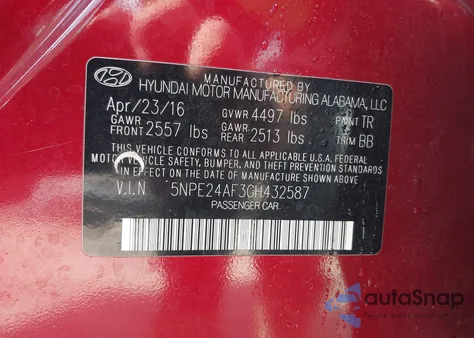 MANUFACTURED BY
HYUNDAI MOTOR MANUFACTURING ALABAMA, LLC
Apr/23/16 GVWR 4497 lbs PAINT TR
GAWR FRONT 2557 lbs GAWR REAR 2513 lbs TRIM BB
THIS VEHICLE CONFORMS TO ALL APPLICABLE U.S.A FEDERAL
MOTOR VEHICLE SAFETY, BUMPER, AND THEFT PREVENTION STANDARDS
IN EFFECT ON THE DATE OF MANUFACTURE SHOWN ABOVE.
V.I.N 5NPE24AF3GH432587
PASSENGER CAR
autoSnap